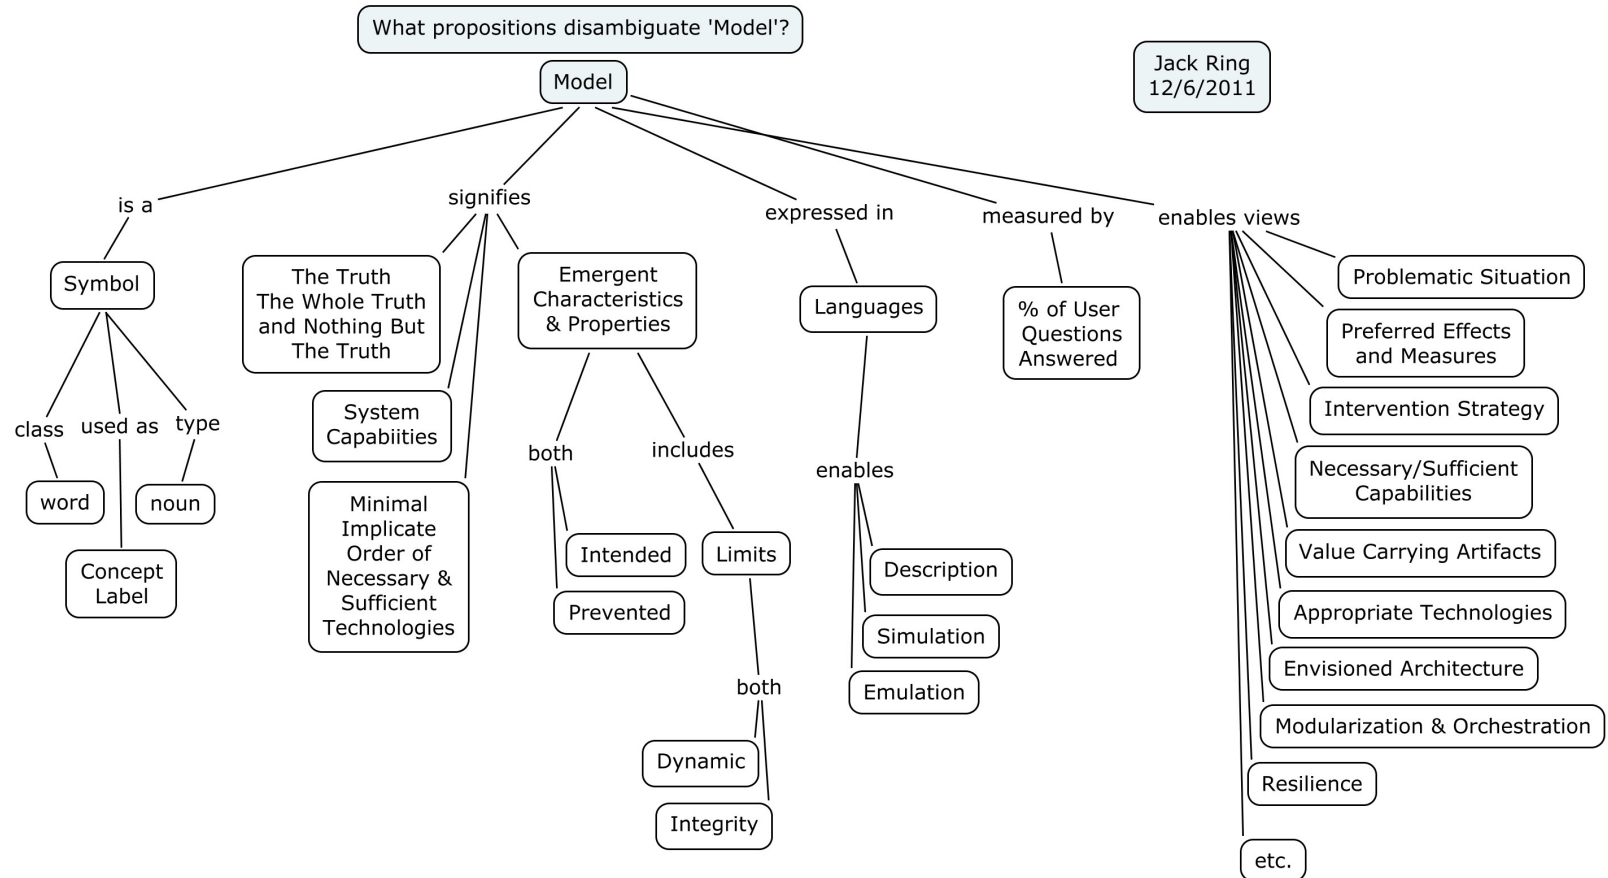 What propositions disambiguate 'Model'?
Model
Jack Ring
12/6/2011
is a
signifies
expressed in
measured by
enables views
Symbol
class
used as
type
word
noun
Concept
Label
The Truth
The Whole Truth
and Nothing But
The Truth
System
Capabiities
Minimal
Implicate
Order of
Necessary &
Sufficient
Technologies
Emergent
Characteristics
& Properties
both
includes
Intended
Prevented
Limits
both
Dynamic
Integrity
Languages
enables
Description
Simulation
Emulation
% of User
Questions
Answered
Problematic Situation
Preferred Effects
and Measures
Intervention Strategy
Necessary/Sufficient
Capabilities
Value Carrying Artifacts
Appropriate Technologies
Envisioned Architecture
Modularization & Orchestration
Resilience
etc.